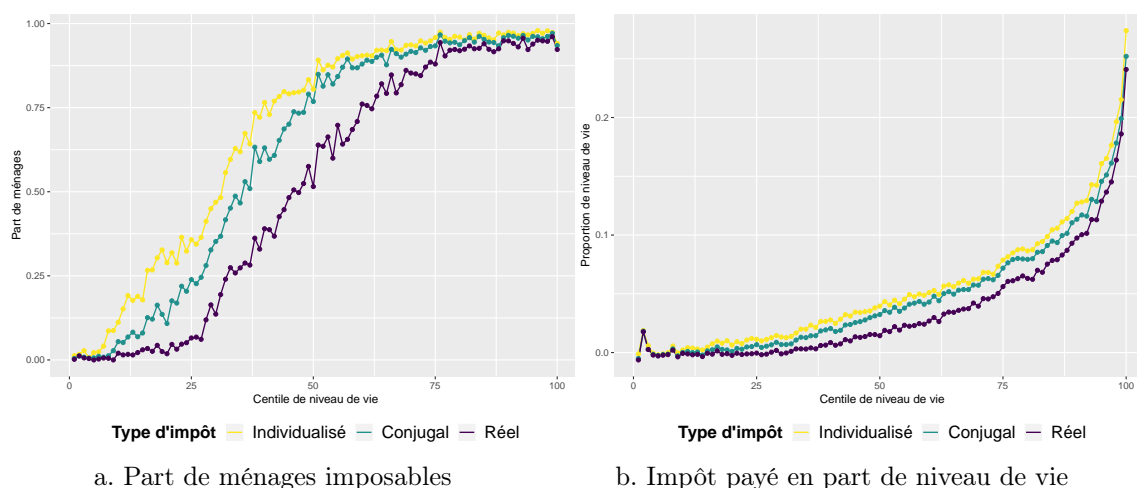 1.00
0.75
0.50
0.25
0.00
Part de ménages
0 25 50 75 100
Centile de niveau de vie
Type d'impôt Individualisé Conjugal Réel
a. Part de ménages imposables
0.2
0.1
0.0
Proportion de niveau de vie
0 25 50 75 100
Centile de niveau de vie
Type d'impôt Individualisé Conjugal Réel
b. Impôt payé en part de niveau de vie